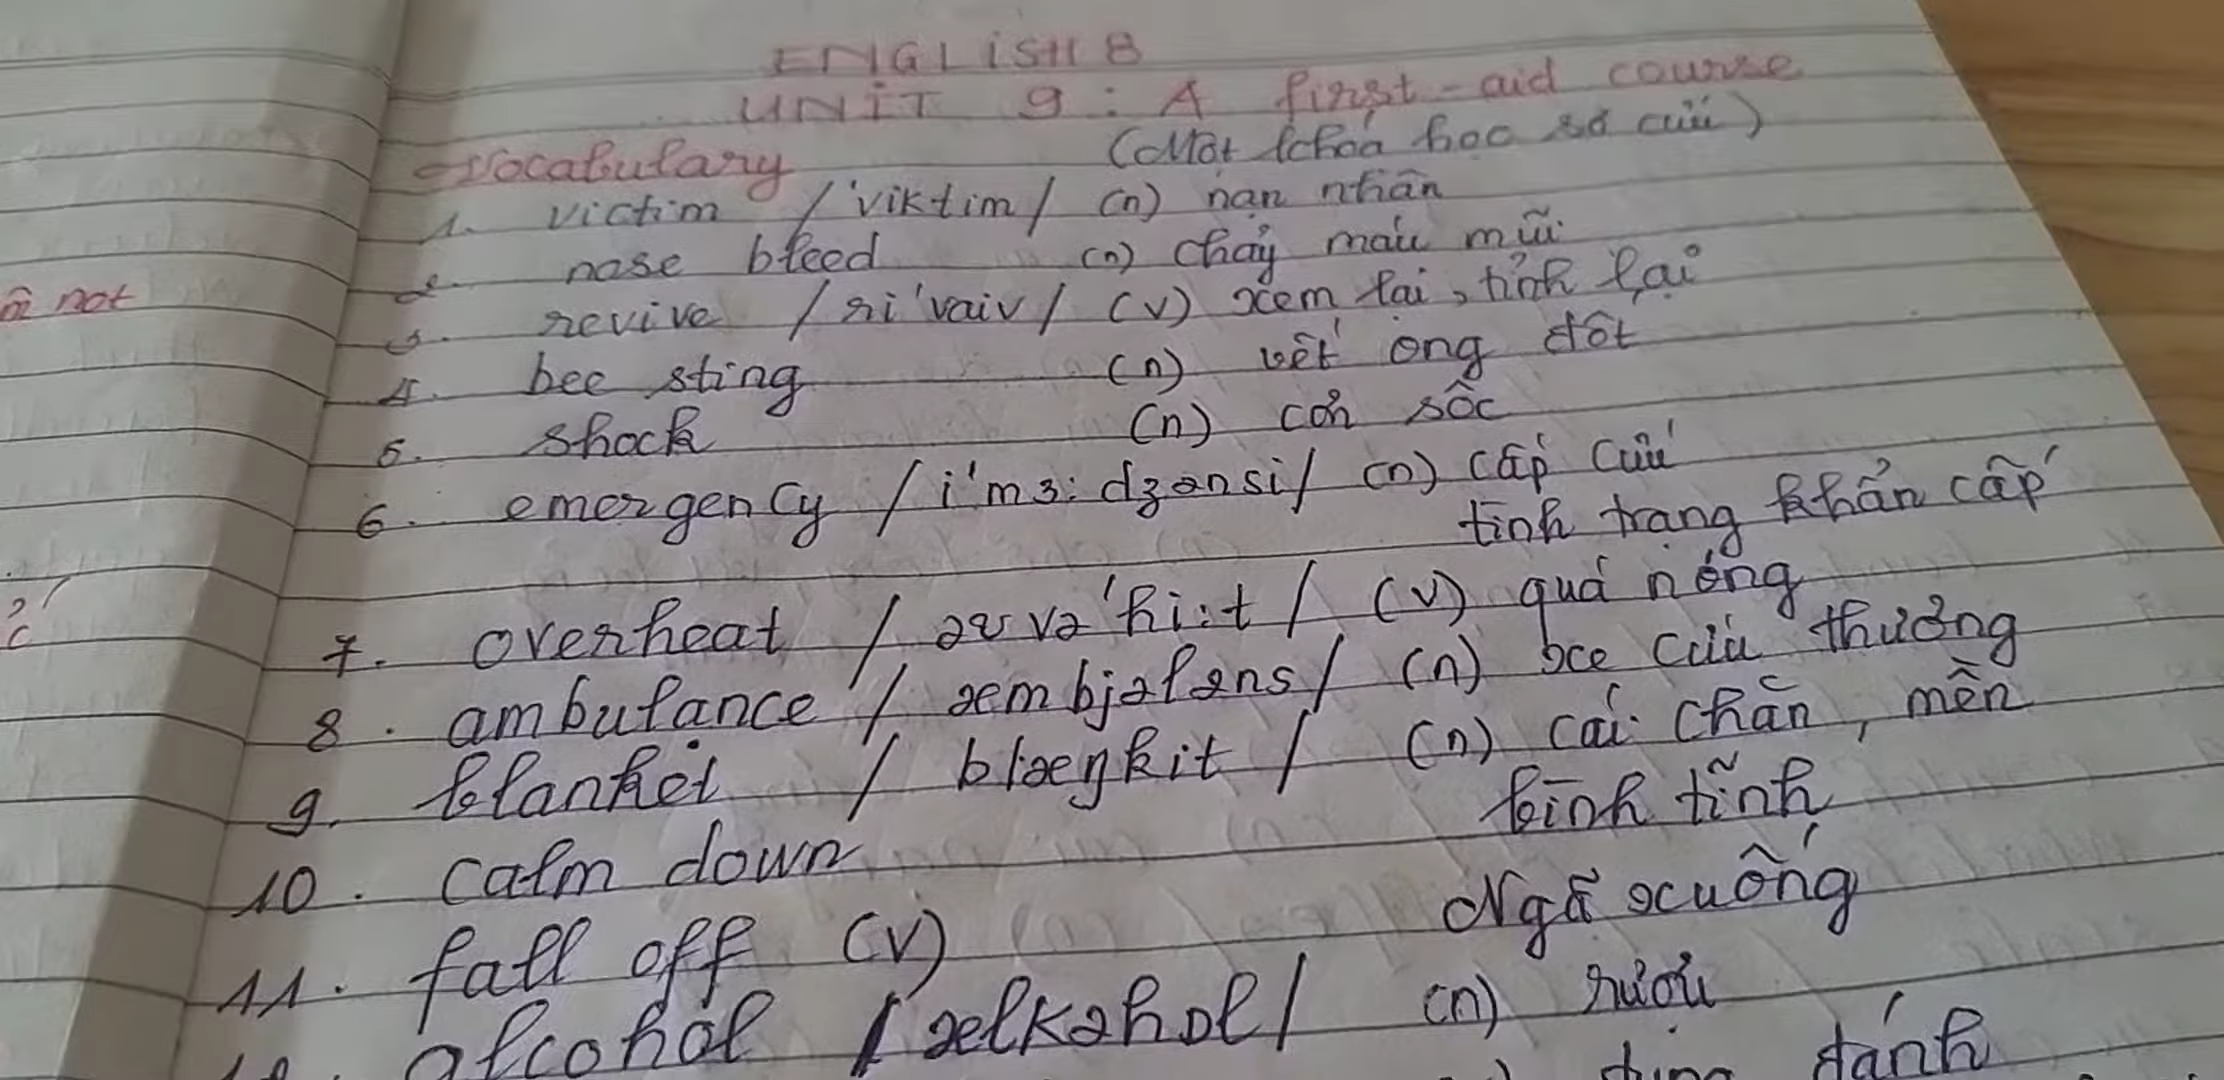 ENGLISH 8
UNIT 9 : A first-aid course
(Một khoá học sơ cứu)
Vocabulary
1. victim /'viktim/ (n) nạn nhân
2. nose bleed (n) chảy máu mũi
3. revive /ri'vaiv/ (v) xem lại, tỉnh lại
4. bee sting (n) vết ong đốt
5. shock (n) cơn sốc
6. emergency /i'mɜ:dʒənsi/ (n) cấp cứu
tình trạng khẩn cấp
7. overheat /əʊvə'hi:t/ (v) quá nóng
8. ambulance /'æmbjələns/ (n) xe cứu thương
9. blanket /blæŋkit/ (n) cái chăn, mền
10. calm down bình tĩnh
11. fall off (v) Ngã xuống
alcohol /'ælkəhɒl/ (n) rượu
đánh
not